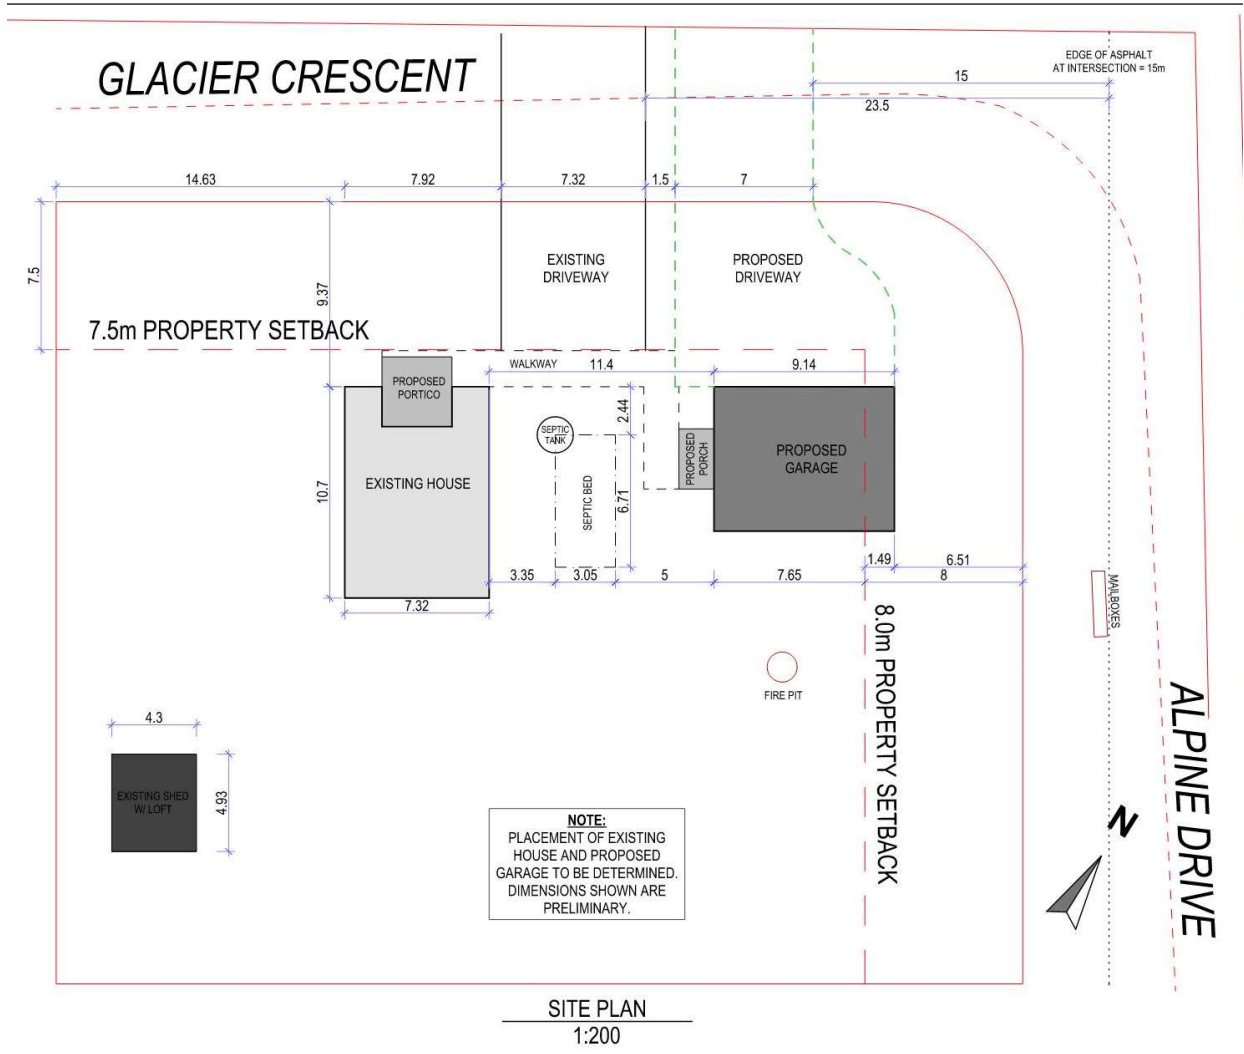 EDGE OF ASPHALT
AT INTERSECTION = 15m
GLACIER CRESCENT
15
23.5
14.63
7.92
7.32
1.5
7
7.5
9.37
EXISTING
DRIVEWAY
PROPOSED
DRIVEWAY
7.5m PROPERTY SETBACK
WALKWAY
11.4
9.14
PROPOSED
PORTICO
2.44
SEPTIC
TANK
PROPOSED
PORCH
PROPOSED
GARAGE
EXISTING HOUSE
10.7
SEPTIC BED
6.71
1.49
6.51
3.35
3.05
5
7.65
8
7.32
MAILBOXES
8.0m PROPERTY SETBACK
FIRE PIT
ALPINE DRIVE
4.3
EXISTING SHED
W/ LOFT
4.93
NOTE:
PLACEMENT OF EXISTING
HOUSE AND PROPOSED
GARAGE TO BE DETERMINED.
DIMENSIONS SHOWN ARE
PRELIMINARY.
N
SITE PLAN
1:200